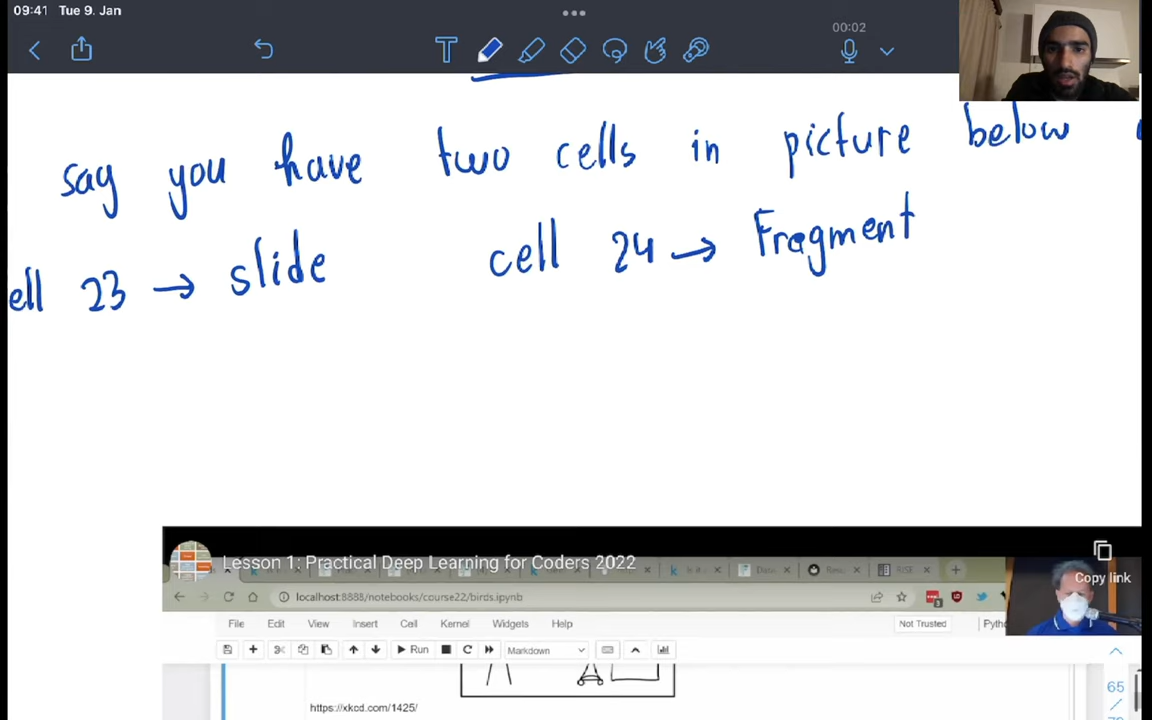 09:41 Tue 9. Jan
00:02
say you have two cells in picture below
ell 23 → slide cell 24 → Fragment
Lesson 1: Practical Deep Learning for Coders 2022
Copy link
localhost:8888/notebooks/course22/birds.ipynb
File Edit View Insert Cell Kernel Widgets Help Not Trusted Pytho
Run Markdown
https://xkcd.com/1425/
65
/